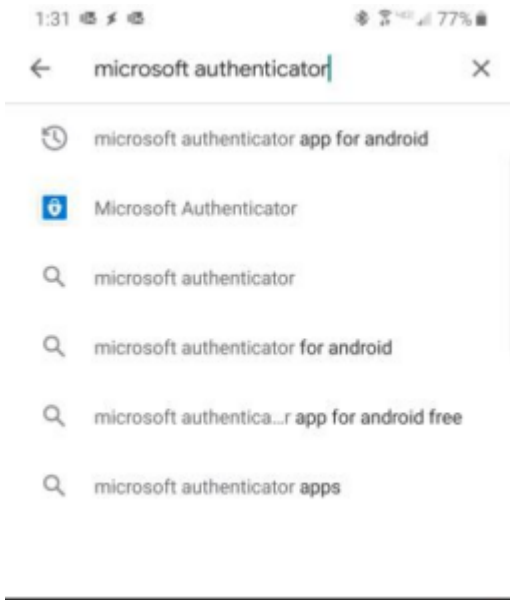 1:31 77%
microsoft authenticator
microsoft authenticator app for android
Microsoft Authenticator
microsoft authenticator
microsoft authenticator for android
microsoft authentica...r app for android free
microsoft authenticator apps